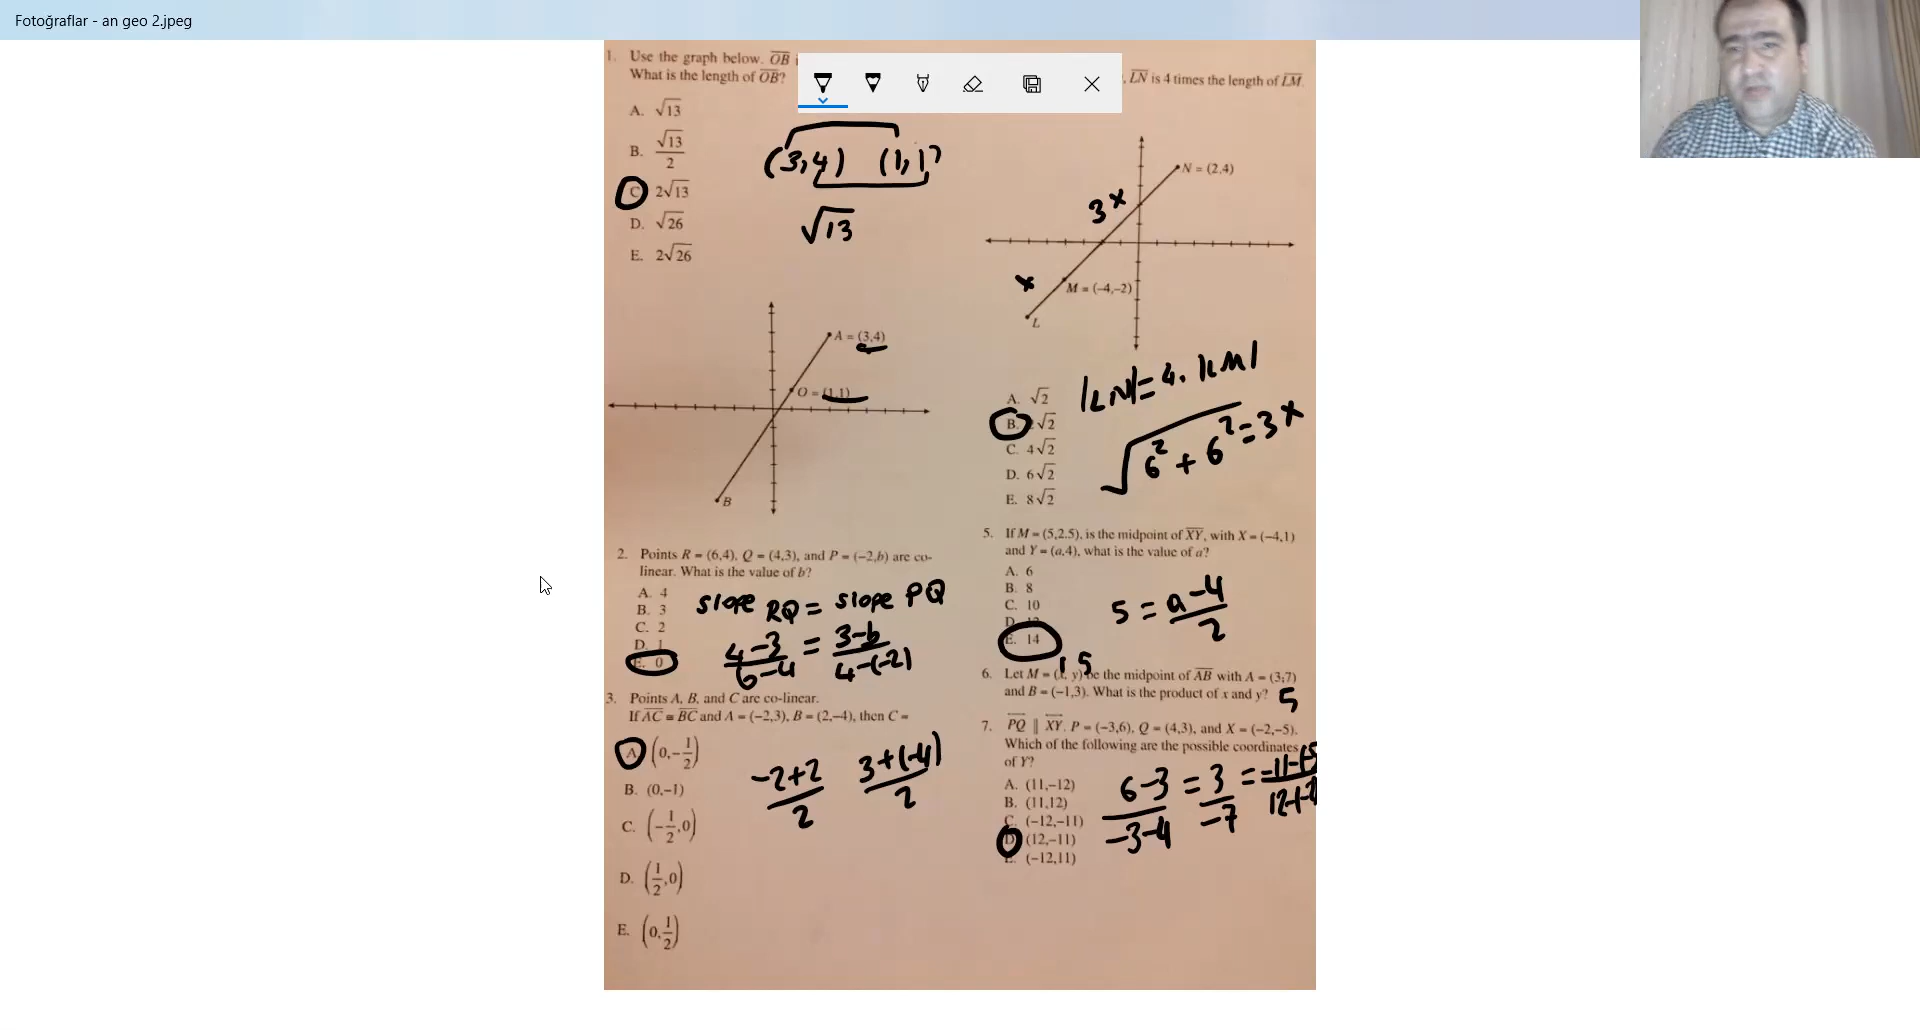 Fotoğraflar - an geo 2.jpeg
1. Use the graph below. OB
What is the length of OB?
A. √13
B. √13/2
C. 2√13
D. √26
E. 2√26
(3,4) (1,1)
√13
A = (3,4)
O = (1,1)
B
2. Points R = (6,4), Q = (4,3), and P = (−2,b) are co-
linear. What is the value of b?
A. 4
B. 3
C. 2
D. 1
E. 0
slope RQ = slope PQ
4-3/6-4 = 3-b/4-(-2)
3. Points A, B, and C are co-linear.
If AC ≅ BC and A = (−2,3), B = (2,−4), then C =
A. (0,−1/2)
B. (0,−1)
C. (−1/2,0)
D. (1/2,0)
E. (0,1/2)
-2+2/2 3+(-4)/2
, LN is 4 times the length of LM.
N = (2,4)
3x
x
M = (−4,−2)
L
|LN|=4.|LM|
A. √2
B. √2
C. 4√2
D. 6√2
E. 8√2
√6²+6² = 3x
5. If M = (5,2.5), is the midpoint of XY, with X = (−4,1)
and Y = (a,4), what is the value of a?
A. 6
B. 8
C. 10
D. 12
E. 14
5 = a-4/2
1 5
6. Let M = (x, y) be the midpoint of AB with A = (3,7)
and B = (−1,3). What is the product of x and y? 5
7. PQ ∥ XY. P = (−3,6), Q = (4,3), and X = (−2,−5).
Which of the following are the possible coordinates
of Y?
A. (11,−12)
B. (11,12)
C. (−12,−11)
D. (12,−11)
E. (−12,11)
6-3/-3-4 = 3/-7 = -11-(-5/12-(-2